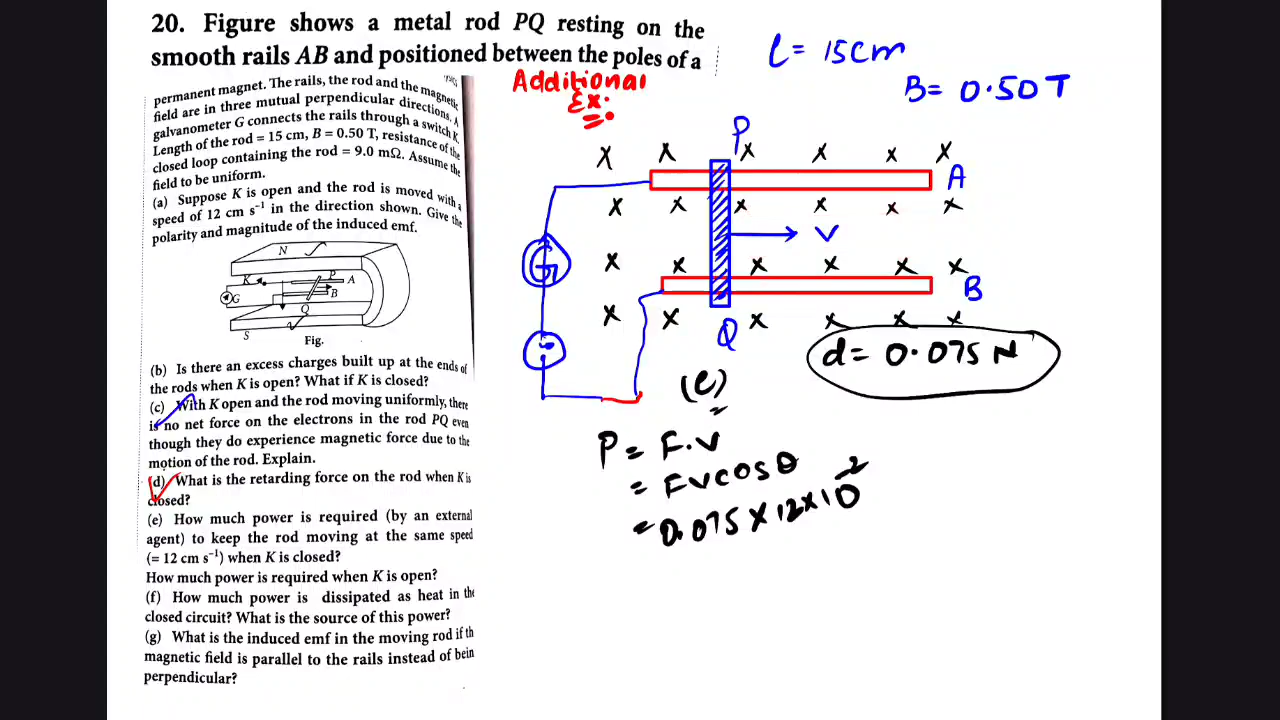 20. Figure shows a metal rod PQ resting on the
smooth rails AB and positioned between the poles of a
permanent magnet. The rails, the rod and the magnetic
field are in three mutual perpendicular directions. A
galvanometer G connects the rails through a switch K.
Length of the rod = 15 cm, B = 0.50 T, resistance of the
closed loop containing the rod = 9.0 mΩ. Assume the
field to be uniform.
(a) Suppose K is open and the rod is moved with a
speed of 12 cm s⁻¹ in the direction shown. Give the
polarity and magnitude of the induced emf.
N
K
P
A
G
B
Q
S
Fig.
(b) Is there an excess charges built up at the ends of
the rods when K is open? What if K is closed?
(c) With K open and the rod moving uniformly, there
is no net force on the electrons in the rod PQ even
though they do experience magnetic force due to the
motion of the rod. Explain.
(d) What is the retarding force on the rod when K is
closed?
(e) How much power is required (by an external
agent) to keep the rod moving at the same speed
(= 12 cm s⁻¹) when K is closed?
How much power is required when K is open?
(f) How much power is dissipated as heat in the
closed circuit? What is the source of this power?
(g) What is the induced emf in the moving rod if th
magnetic field is parallel to the rails instead of bein
perpendicular?
Additional
Ex:
l = 15cm
B = 0.50 T
P
x x x x x x
A
x x x x x x
V
G
x x x x x x
B
x x x x x x
Q
d = 0.075 N
(e)
P = F.V
= FVCOSθ
= 0.075 × 12 × 10⁻²